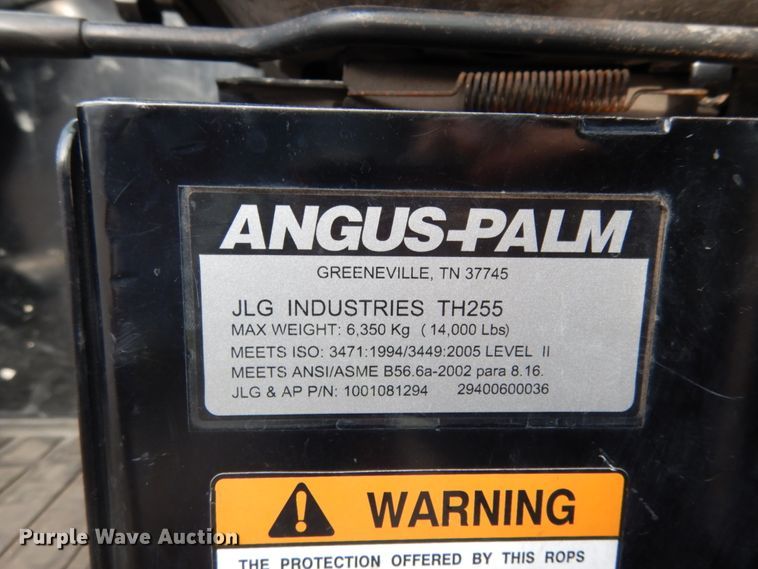 ANGUS-PALM
GREENEVILLE, TN 37745
JLG INDUSTRIES TH255
MAX WEIGHT: 6,350 Kg ( 14,000 Lbs)
MEETS ISO: 3471:1994/3449:2005 LEVEL II
MEETS ANSI/ASME B56.6a-2002 para 8.16.
JLG & AP P/N: 1001081294 29400600036
WARNING
THE PROTECTION OFFERED BY THIS ROPS
Purple Wave Auction